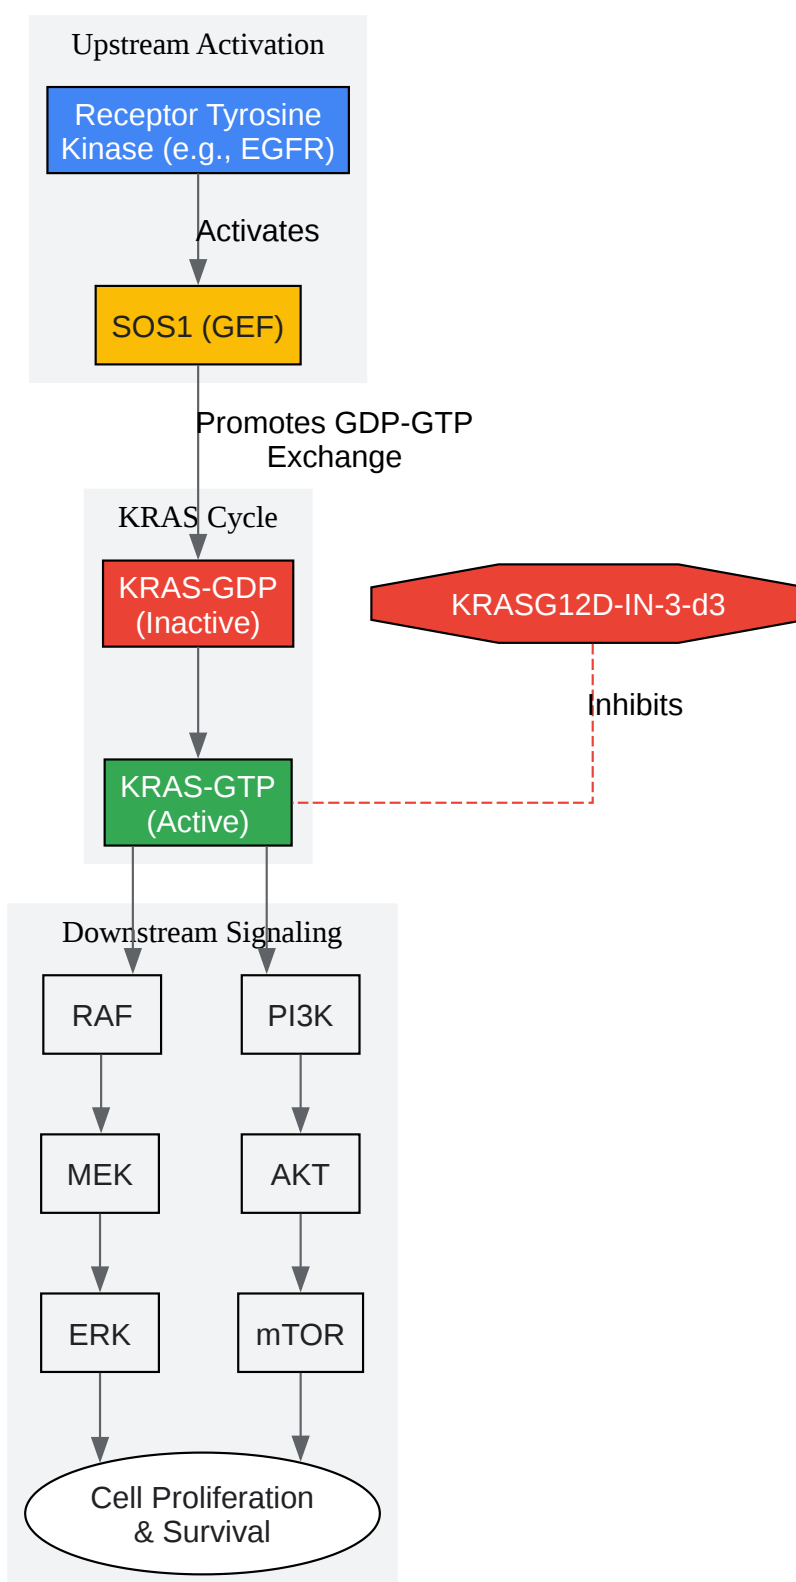 Upstream Activation
Receptor Tyrosine
Kinase (e.g., EGFR)
Activates
SOS1 (GEF)
Promotes GDP-GTP
Exchange
KRAS Cycle
KRAS-GDP
(Inactive)
KRASG12D-IN-3-d3
Inhibits
KRAS-GTP
(Active)
Downstream Signaling
RAF
PI3K
MEK
AKT
ERK
mTOR
Cell Proliferation
& Survival